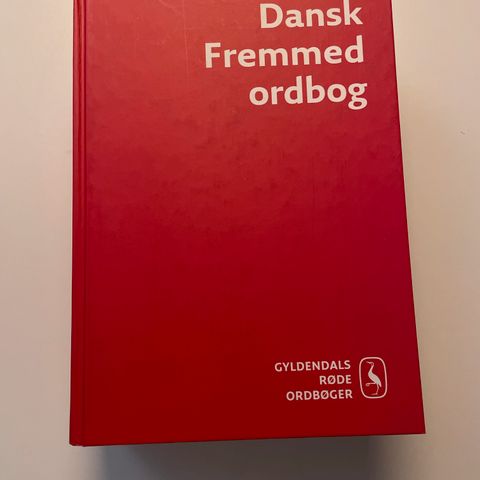 Dansk
Fremmed
ordbog
GYLDENDALS
RØDE
ORDBØGER